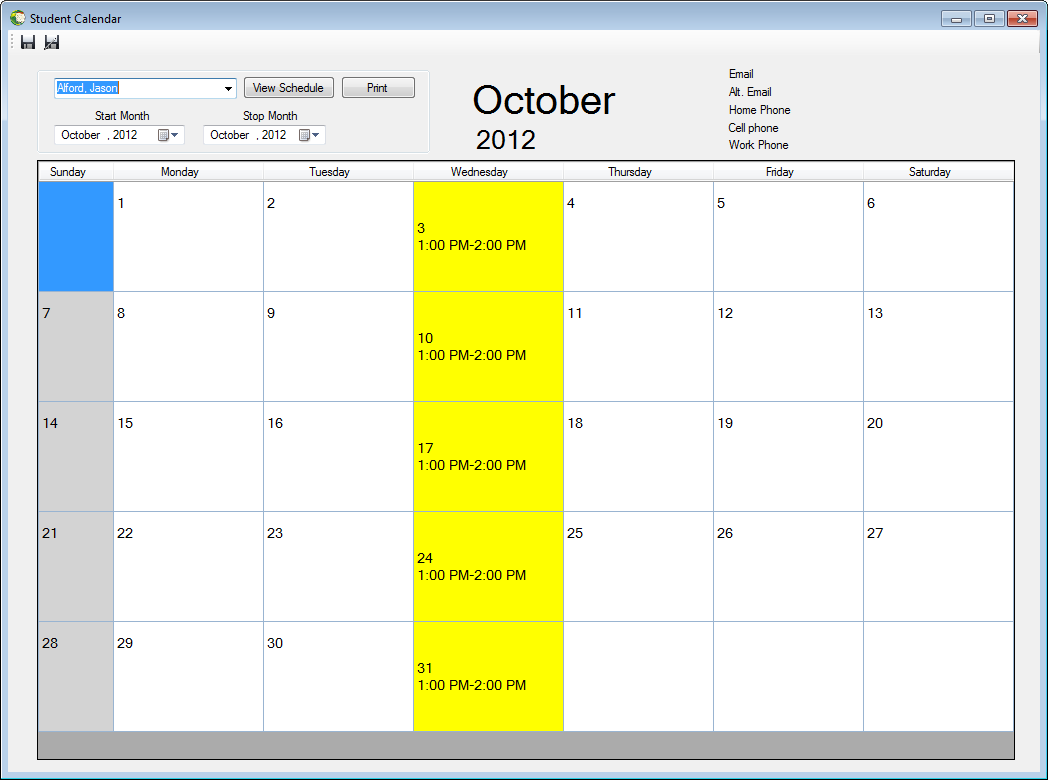 Student Calendar
Alford, Jason
View Schedule
Print
Start Month
Stop Month
October , 2012
October , 2012
October
2012
Email
Alt. Email
Home Phone
Cell phone
Work Phone
Sunday Monday Tuesday Wednesday Thursday Friday Saturday
1 2 3 4 5 6
1:00 PM-2:00 PM
7 8 9 10 11 12 13
1:00 PM-2:00 PM
14 15 16 17 18 19 20
1:00 PM-2:00 PM
21 22 23 24 25 26 27
1:00 PM-2:00 PM
28 29 30 31
1:00 PM-2:00 PM